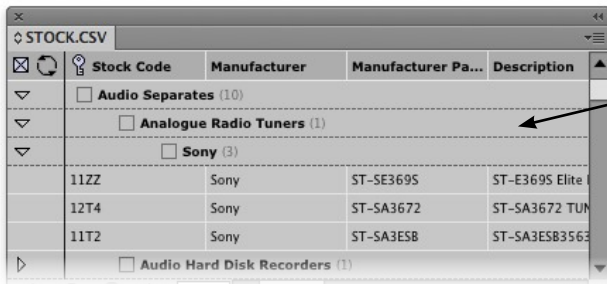 STOCK.CSV
Stock Code Manufacturer Manufacturer Pa... Description
Audio Separates (10)
Analogue Radio Tuners (1)
Sony (3)
11ZZ Sony ST-SE369S ST-E369S Elite
12T4 Sony ST-SA3672 ST-SA3672 TUN
11T2 Sony ST-SA3ESB ST-SA3ESB3563
Audio Hard Disk Recorders (1)